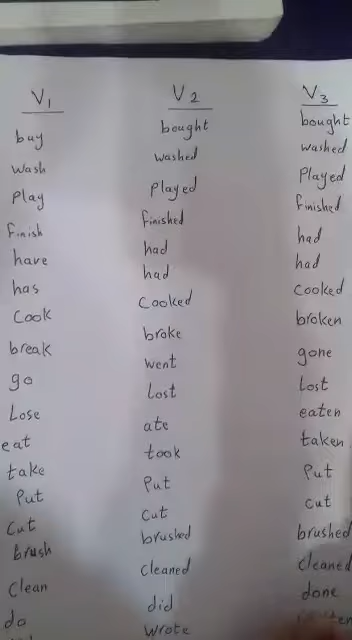 V1 V2 V3
buy bought bought
wash washed washed
Play Played Played
finish finished finished
have had had
has had had
Cook Cooked Cooked
break broke broken
go went gone
Lose Lost Lost
eat ate eaten
take took taken
Put Put Put
Cut Cut Cut
brush brushed brushed
Clean cleaned cleaned
do did done
wrote